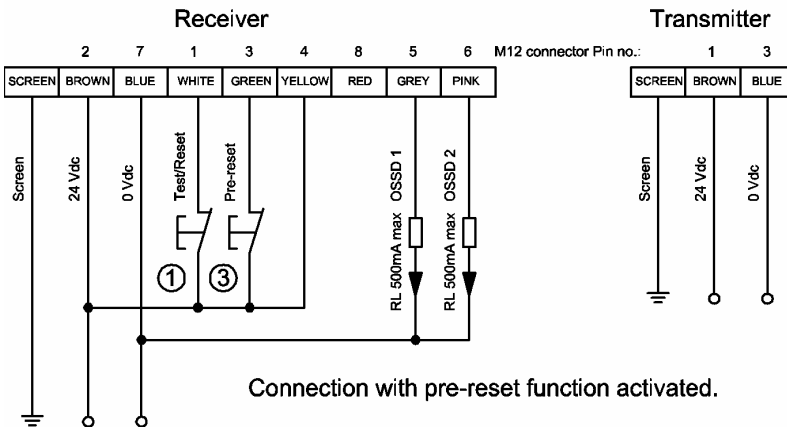 Receiver
Transmitter
2 7 1 3 4 8 5 6 M12 connector Pin no.: 1 3
SCREEN BROWN BLUE WHITE GREEN YELLOW RED GREY PINK SCREEN BROWN BLUE
Screen
24 Vdc
0 Vdc
Test/Reset
Pre-reset
RL 500mA max OSSD 1
RL 500mA max OSSD 2
Screen
24 Vdc
0 Vdc
1 3
Connection with pre-reset function activated.